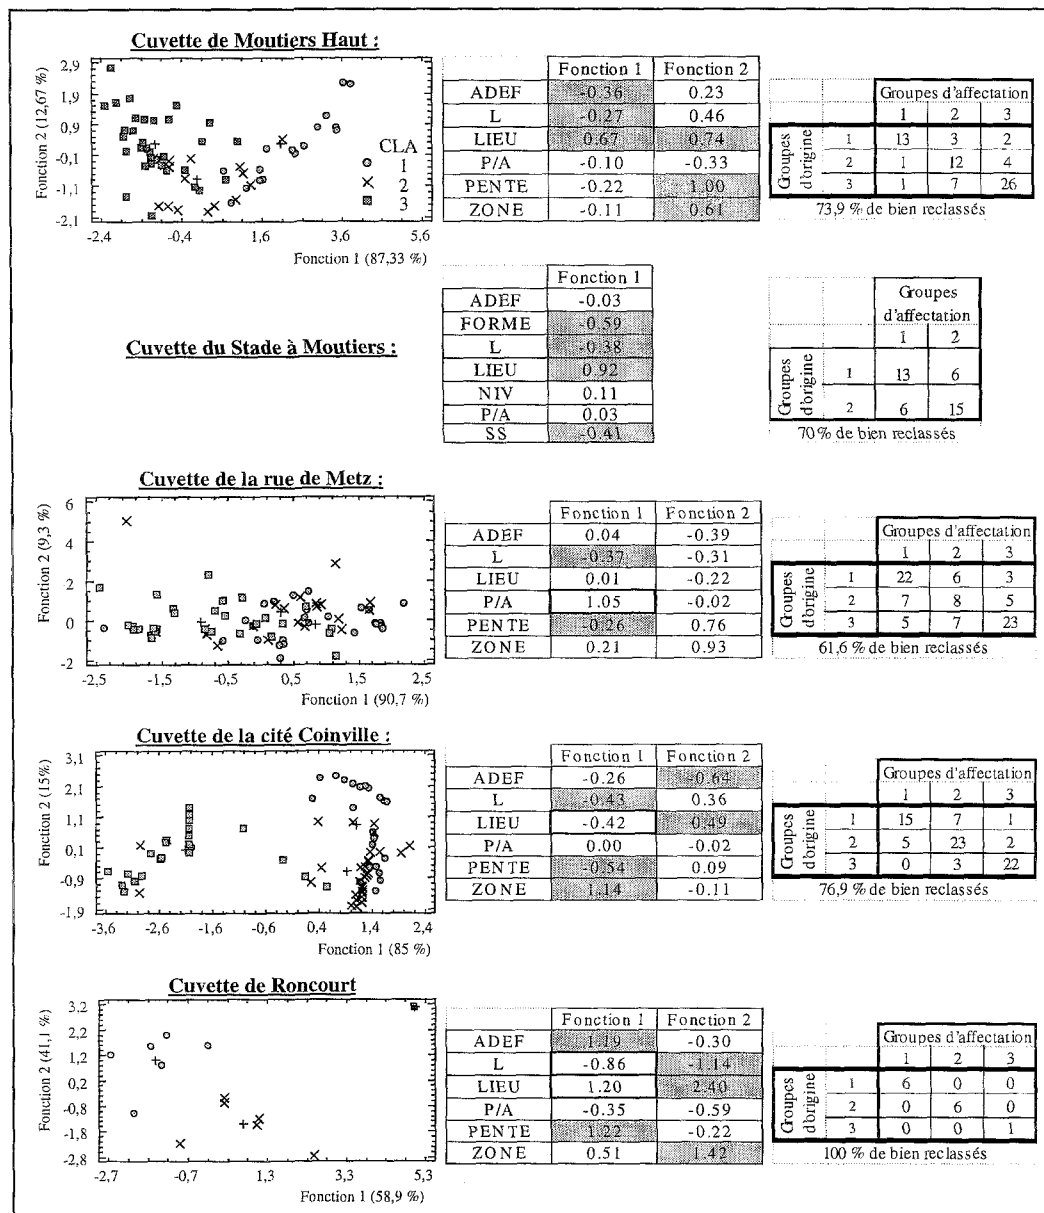 Cuvette de Moutiers Haut :
Fonction 2 (12,67 %)
2,9
1,9
0,9
-0,1
-1,1
-2,1
-2,4 -0,4 1,6 3,6 5,6
Fonction 1 (87,33 %)
CLA
1
2
3
Fonction 1 Fonction 2
ADEF -0.36 0.23
L -0.27 0.46
LIEU 0.67 0.74
P/A -0.10 -0.33
PENTE -0.22 1.00
ZONE -0.11 0.61
Groupes d'affectation
1 2 3
Groupes d'origine
1 13 3 2
2 1 12 4
3 1 7 26
73,9 % de bien reclassés
Cuvette du Stade à Moutiers :
Fonction 1
ADEF -0.03
FORME -0.59
L -0.38
LIEU 0.92
NIV 0.11
P/A 0.03
SS -0.41
Groupes
d'affectation
1 2
Groupes d'origine
1 13 6
2 6 15
70% de bien reclassés
Cuvette de la rue de Metz :
Fonction 2 (9,3 %)
6
4
2
0
-2
-2,5 -1,5 -0,5 0,5 1,5 2,5
Fonction 1 (90,7 %)
Fonction 1 Fonction 2
ADEF 0.04 -0.39
L -0.37 -0.31
LIEU 0.01 -0.22
P/A 1.05 -0.02
PENTE -0.26 0.76
ZONE 0.21 0.93
Groupes d'affectation
1 2 3
Groupes d'origine
1 22 6 3
2 7 8 5
3 5 7 23
61,6 % de bien reclassés
Cuvette de la cité Coinville :
Fonction 2 (15%)
3,1
2,1
1,1
0,1
-0,9
-1,9
-3,6 -2,6 -1,6 -0,6 0,4 1,4 2,4
Fonction 1 (85 %)
Fonction 1 Fonction 2
ADEF -0.26 -0.64
L -0.43 0.36
LIEU -0.42 0.49
P/A 0.00 -0.02
PENTE -0.54 0.09
ZONE 1.14 -0.11
Groupes d'affectation
1 2 3
Groupes d'origine
1 15 7 1
2 5 23 2
3 0 3 22
76,9 % de bien reclassés
Cuvette de Roncourt
Fonction 2 (41,1 %)
3,2
2,2
1,2
0,2
-0,8
-1,8
-2,8
-2,7 -0,7 1,3 3,3 5,3
Fonction 1 (58,9 %)
Fonction 1 Fonction 2
ADEF 1.19 -0.30
L -0.86 -1.14
LIEU 1.20 2.40
P/A -0.35 -0.59
PENTE 1.22 -0.22
ZONE 0.51 1.42
Groupes d'affectation
1 2 3
Groupes d'origine
1 6 0 0
2 0 6 0
3 0 0 1
100 % de bien reclassés